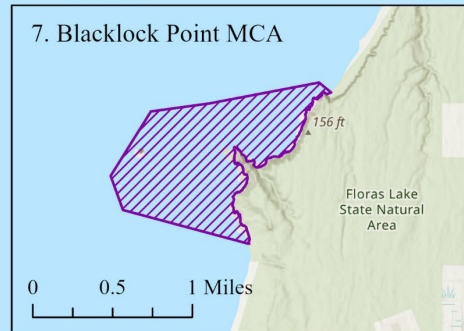 7. Blacklock Point MCA
156 ft
Floras Lake
State Natural
Area
0 0.5 1 Miles